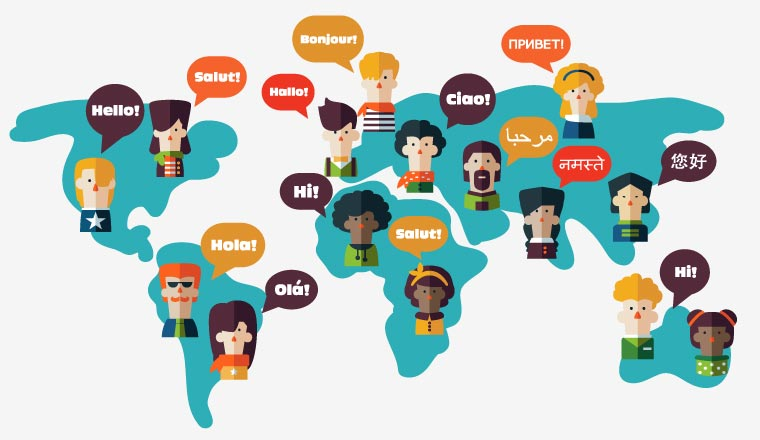 Bonjour!
ПРИВЕТ!
Salut!
Hallo!
Ciao!
Hello!
مرحبا
नमस्ते
您好
Hi!
Salut!
Hola!
Hi!
Olá!